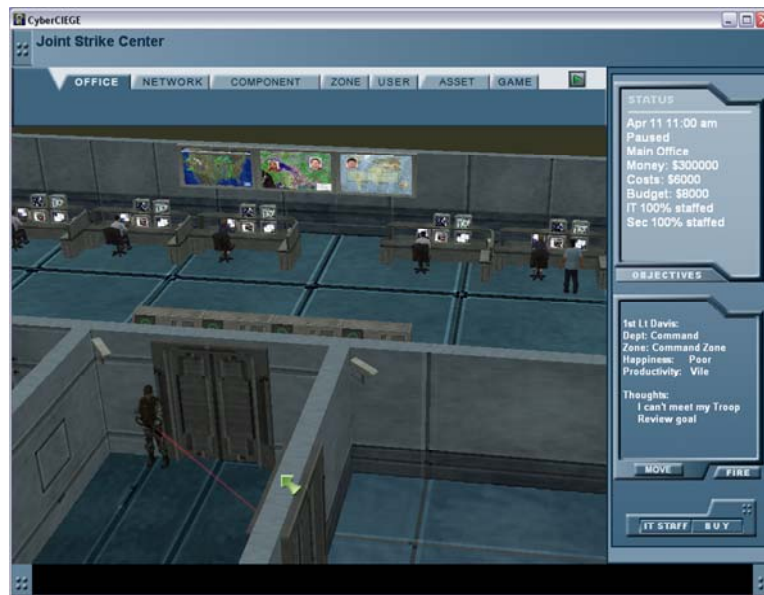 CyberCIEGE
Joint Strike Center
OFFICE NETWORK COMPONENT ZONE USER ASSET GAME
STATUS
Apr 11 11:00 am
Paused
Main Office
Money: $300000
Costs: $6000
Budget: $8000
IT 100% staffed
Sec 100% staffed
OBJECTIVES
1st Lt Davis:
Dept: Command
Zone: Command Zone
Happiness: Poor
Productivity: Vile
Thoughts:
I can't meet my Troop
Review goal
MOVE FIRE
IT STAFF BUY